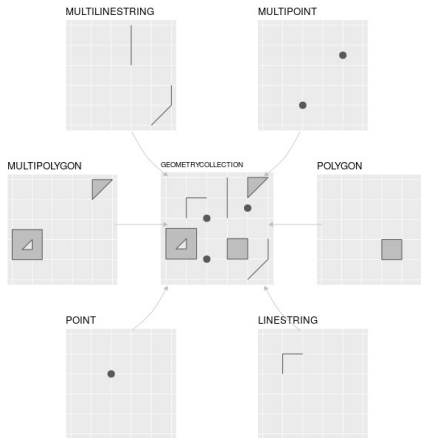 MULTILINESTRING
MULTIPOINT
MULTIPOLYGON
GEOMETRYCOLLECTION
POLYGON
POINT
LINESTRING